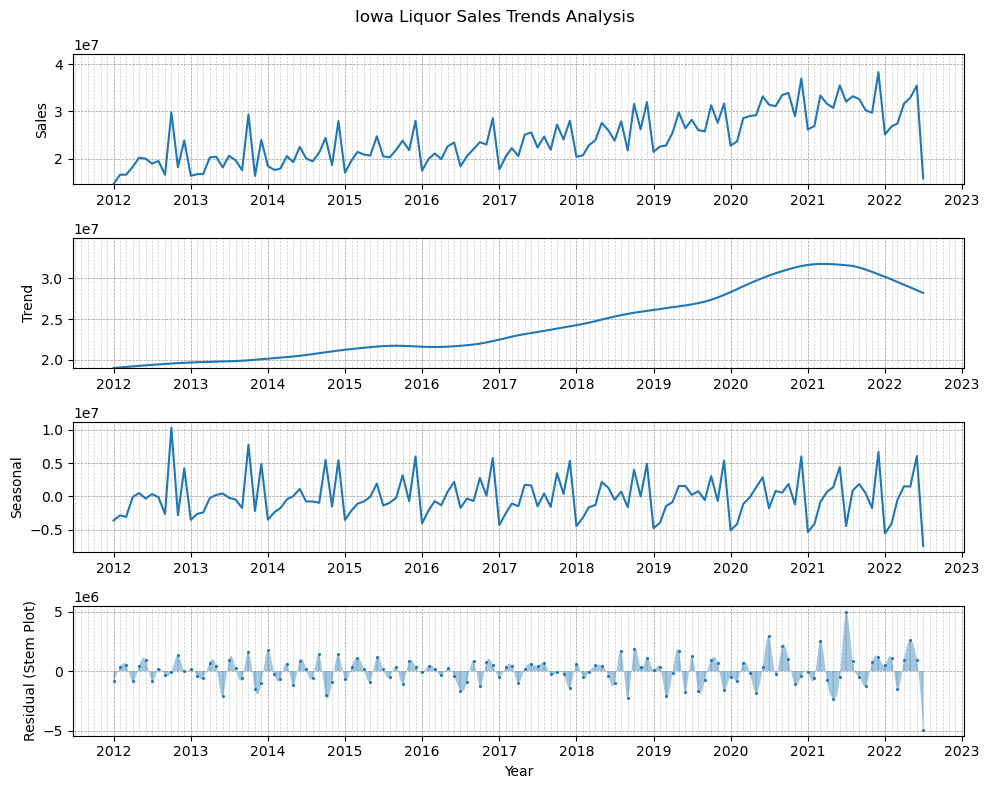 Iowa Liquor Sales Trends Analysis
1e7
4
3
2
Sales
2012 2013 2014 2015 2016 2017 2018 2019 2020 2021 2022 2023
1e7
3.0
2.5
2.0
Trend
2012 2013 2014 2015 2016 2017 2018 2019 2020 2021 2022 2023
1e7
1.0
0.5
0.0
−0.5
Seasonal
2012 2013 2014 2015 2016 2017 2018 2019 2020 2021 2022 2023
1e6
5
0
−5
Residual (Stem Plot)
2012 2013 2014 2015 2016 2017 2018 2019 2020 2021 2022 2023
Year